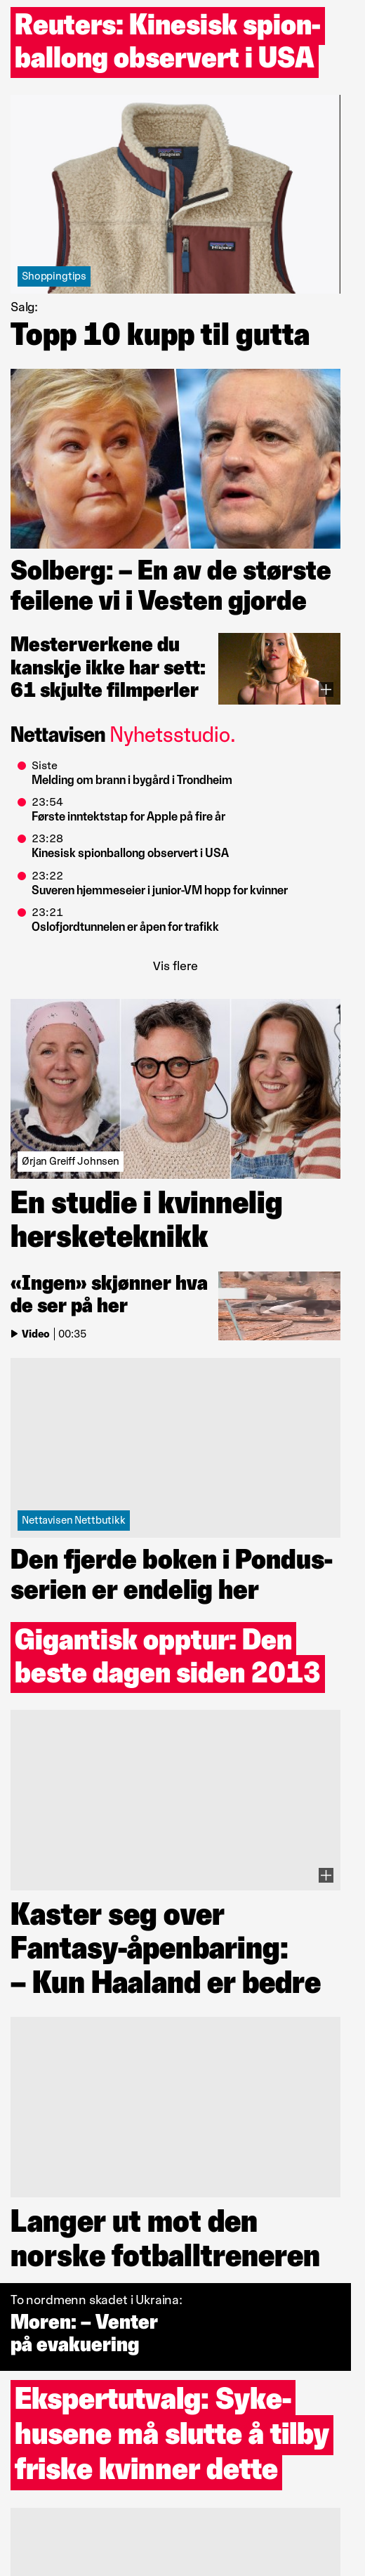 Reuters: Kinesisk spion-
ballong observert i USA
patagonia
patagonia
Shoppingtips
Salg:
Topp 10 kupp til gutta
Solberg: – En av de største
feilene vi i Vesten gjorde
Mesterverkene du
kanskje ikke har sett:
61 skjulte filmperler
Nettavisen Nyhetsstudio.
Siste
Melding om brann i bygård i Trondheim
23:54
Første inntektstap for Apple på fire år
23:28
Kinesisk spionballong observert i USA
23:22
Suveren hjemmeseier i junior-VM hopp for kvinner
23:21
Oslofjordtunnelen er åpen for trafikk
Vis flere
Ørjan Greiff Johnsen
En studie i kvinnelig
hersketeknikk
«Ingen» skjønner hva
de ser på her
Video | 00:35
Nettavisen Nettbutikk
Den fjerde boken i Pondus-
serien er endelig her
Gigantisk opptur: Den
beste dagen siden 2013
Kaster seg over
Fantasy-åpenbaring:
– Kun Haaland er bedre
Langer ut mot den
norske fotballtreneren
To nordmenn skadet i Ukraina:
Moren: – Venter
på evakuering
Ekspertutvalg: Syke-
husene må slutte å tilby
friske kvinner dette